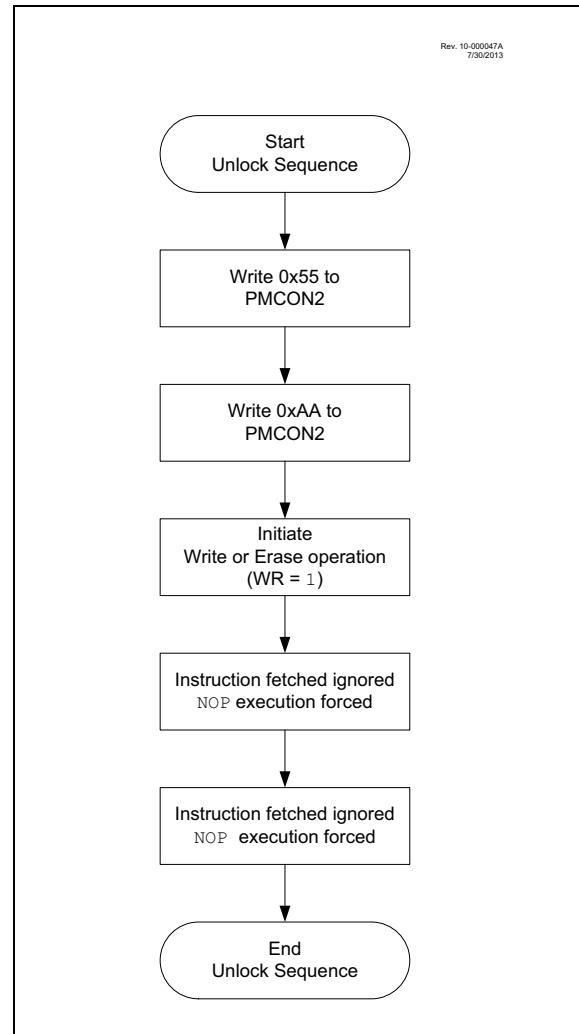 Rev. 10-000047A
7/30/2013
Start
Unlock Sequence
Write 0x55 to
PMCON2
Write 0xAA to
PMCON2
Initiate
Write or Erase operation
(WR = 1)
Instruction fetched ignored
NOP execution forced
Instruction fetched ignored
NOP execution forced
End
Unlock Sequence